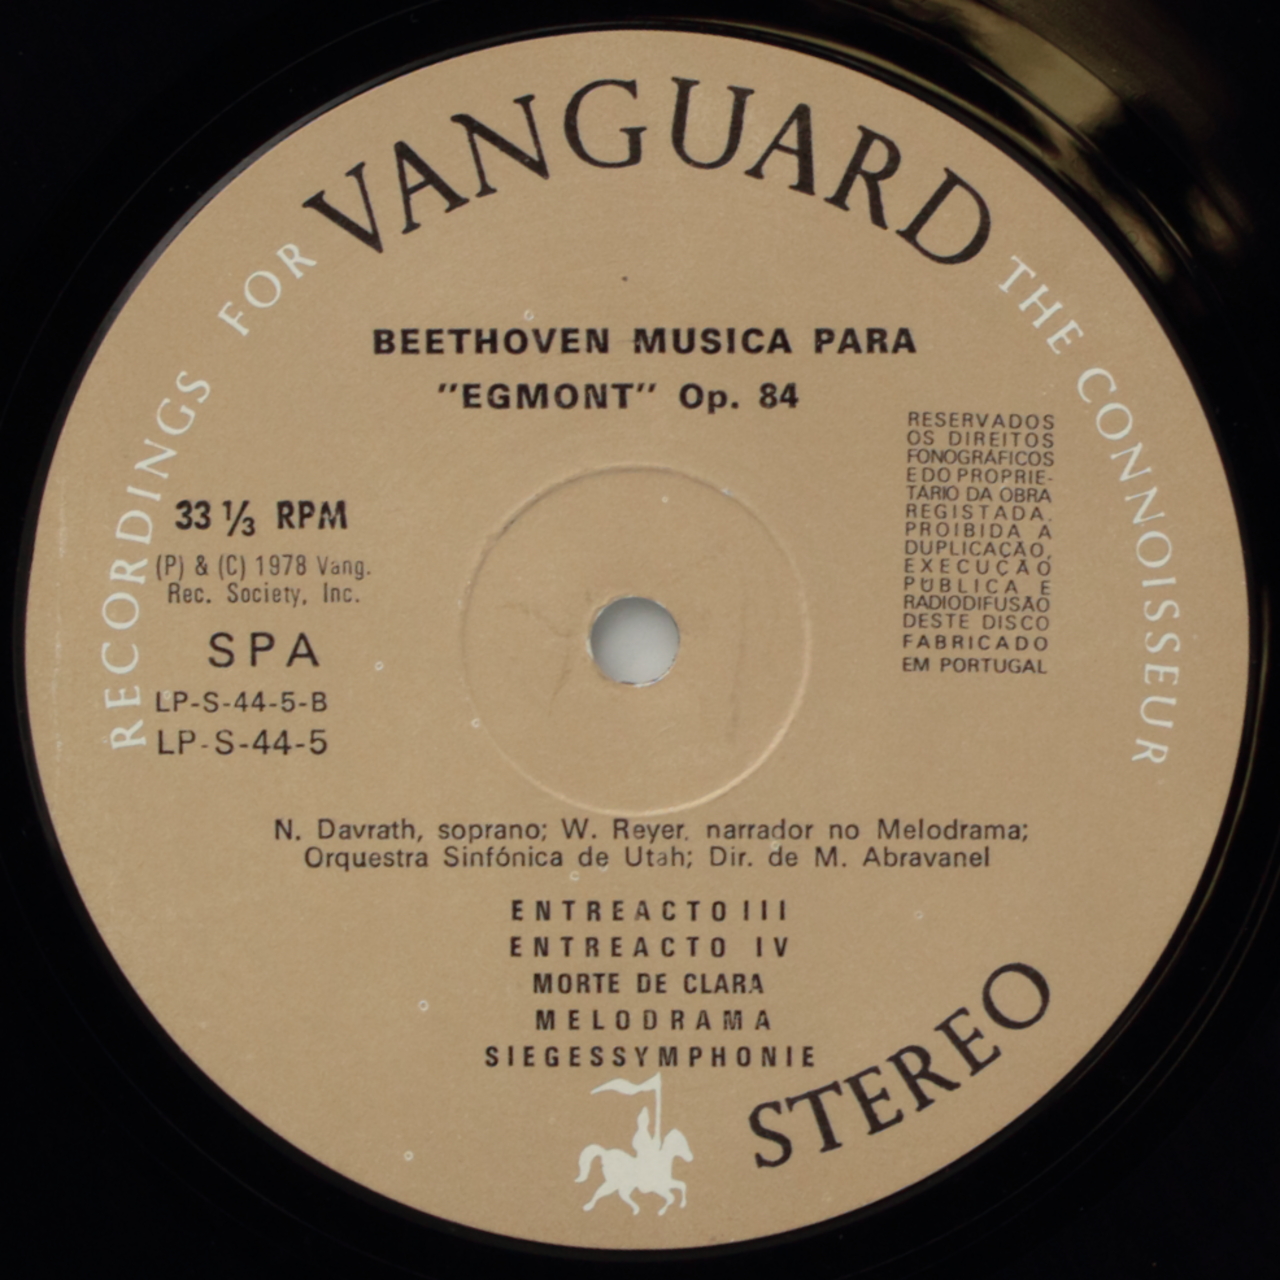 RECORDINGS FOR VANGUARD THE CONNOISSEUR
BEETHOVEN MUSICA PARA
"EGMONT" Op. 84
RESERVADOS
OS DIREITOS
FONOGRÁFICOS
E DO PROPRIE-
TÁRIO DA OBRA
REGISTADA.
PROIBIDA A
DUPLICAÇÃO,
EXECUÇÃO
PÚBLICA E
RADIODIFUSÃO
DESTE DISCO
FABRICADO
EM PORTUGAL
33 1/3 RPM
(P) & (C) 1978 Vang.
Rec. Society, Inc.
SPA
LP-S-44-5-B
LP-S-44-5
N. Davrath, soprano; W. Reyer, narrador no Melodrama;
Orquestra Sinfónica de Utah; Dir. de M. Abravanel
ENTREACTO III
ENTREACTO IV
MORTE DE CLARA
MELODRAMA
SIEGESSYMPHONIE
STEREO